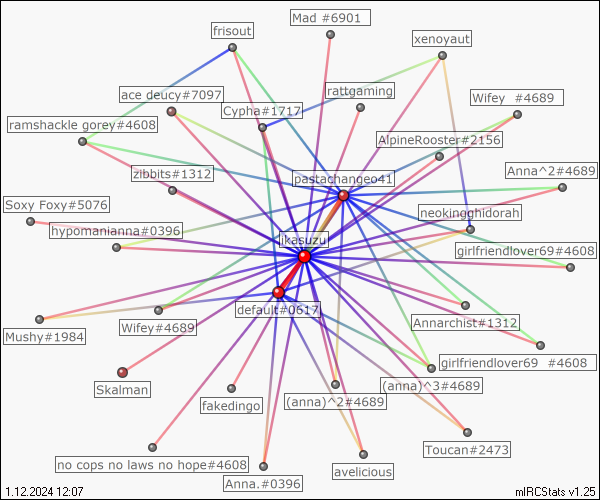 Mad #6901
frisout
xenoyaut
rattgaming
ace deucy#7097
Wifey  #4689
Cypha#1717
ramshackle gorey#4608
AlpineRooster#2156
zibbits#1312
Anna^2#4689
pastachangeo41
Soxy Foxy#5076
neokingghidorah
hypomanianna#0396
jkasuzu
girlfriendlover69#4608
default#0617
Annarchist#1312
Wifey#4689
Mushy#1984
girlfriendlover69  #4608
(anna)^3#4689
Skalman
(anna)^2#4689
fakedingo
Toucan#2473
no cops no laws no hope#4608
avelicious
Anna.#0396
1.12.2024 12:07
mIRCStats v1.25